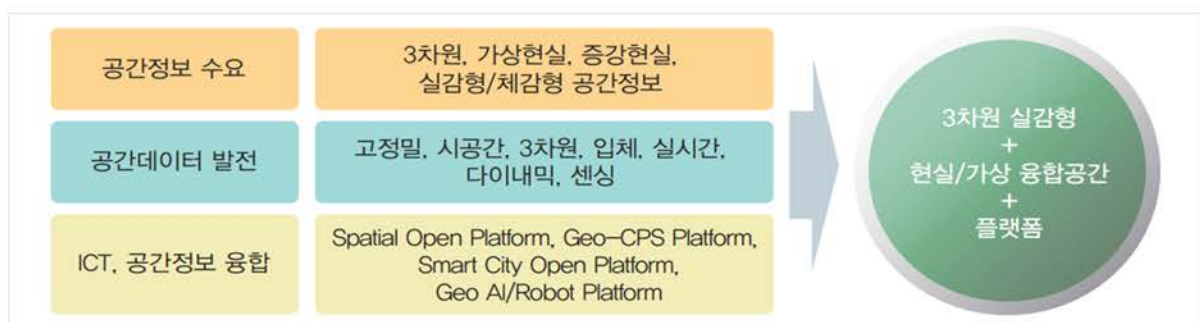 공간정보 수요
3차원, 가상현실, 증강현실,
실감형/체감형 공간정보
공간데이터 발전
고정밀, 시공간, 3차원, 입체, 실시간,
다이내믹, 센싱
ICT, 공간정보 융합
Spatial Open Platform, Geo-CPS Platform,
Smart City Open Platform,
Geo AI/Robot Platform
3차원 실감형
+
현실/가상 융합공간
+
플랫폼